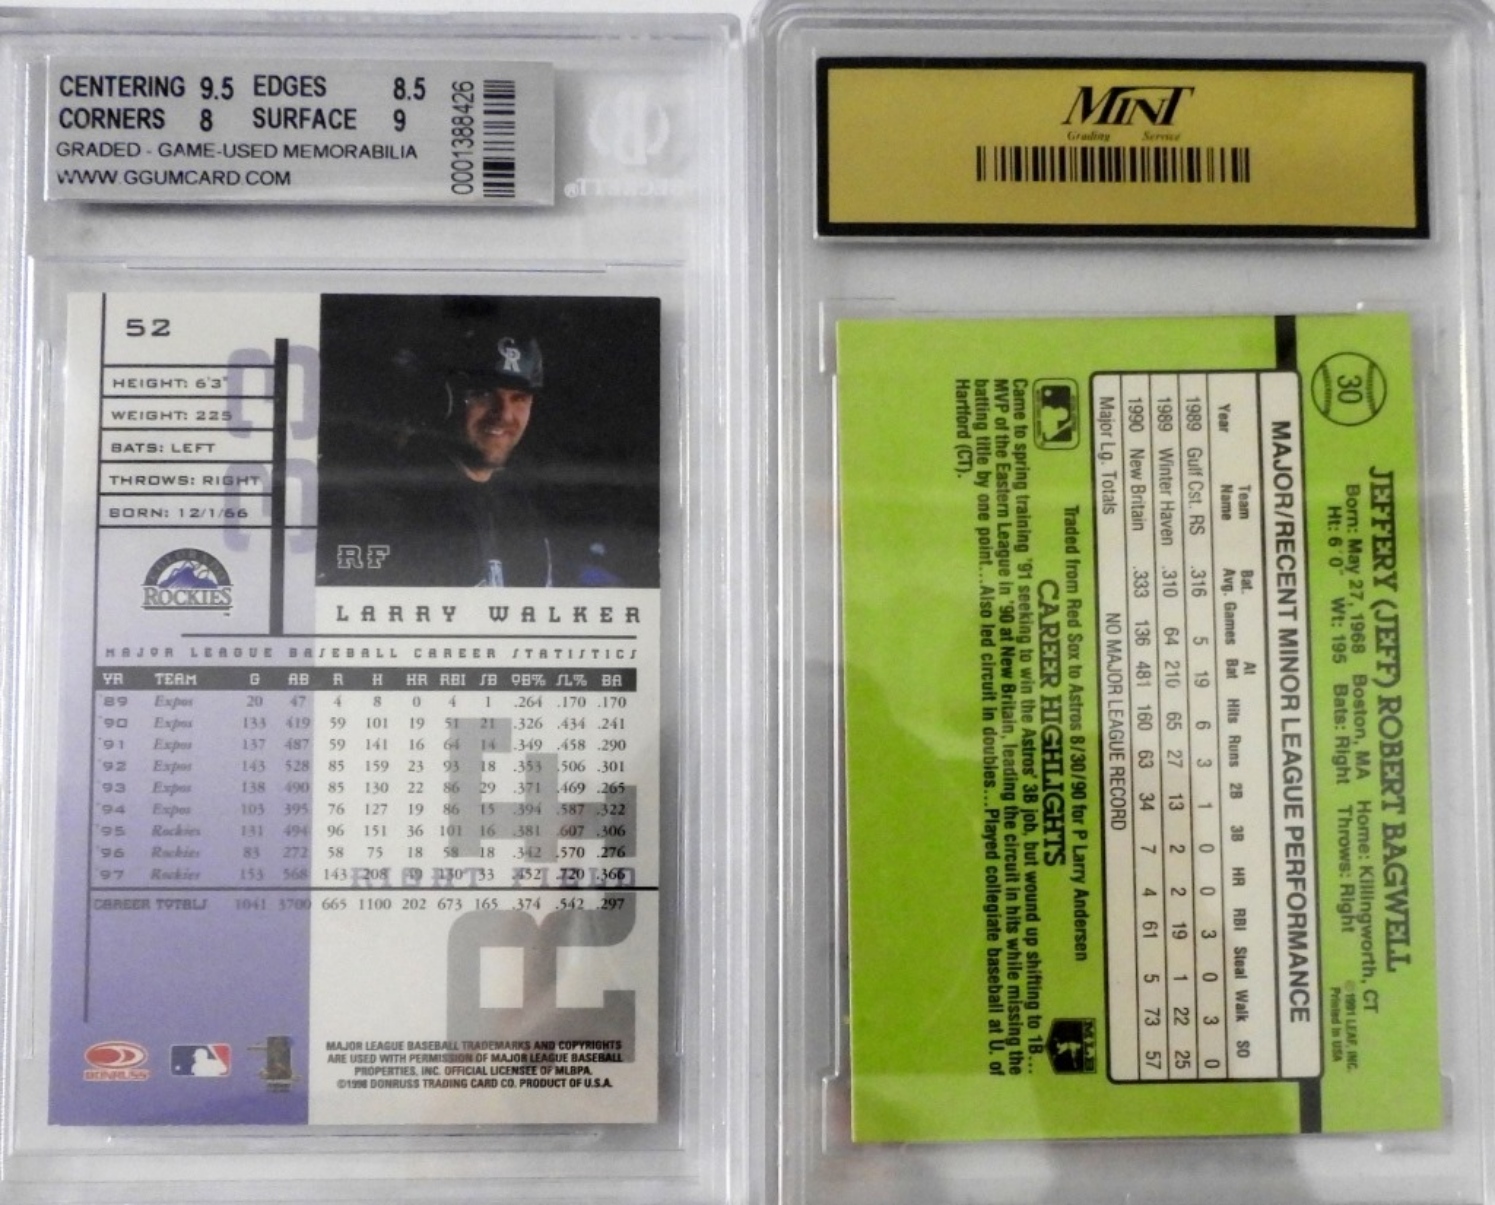 CENTERING 9.5 EDGES 8.5
CORNERS 8 SURFACE 9
GRADED - GAME-USED MEMORABILIA
WWW.GGUMCARD.COM
0001388426
BECKETT®
52
HEIGHT: 6'3"
WEIGHT: 225
BATS: LEFT
THROWS: RIGHT
BORN: 12/1/66
33
CR
RF
COLORADO
ROCKIES
LARRY WALKER
MAJOR LEAGUE BASEBALL CAREER STATISTICS
YR TEAM G AB R H HR RBI SB OB% SL% BA
'89 Expos 20 47 4 8 0 4 1 .264 .170 .170
'90 Expos 133 419 59 101 19 51 21 .326 .434 .241
'91 Expos 137 487 59 141 16 64 14 .349 .458 .290
'92 Expos 143 528 85 159 23 93 18 .353 .506 .301
'93 Expos 138 490 85 130 22 86 29 .371 .469 .265
'94 Expos 103 395 76 127 19 86 15 .394 .587 .322
'95 Rockies 131 494 96 151 36 101 16 .381 .607 .306
'96 Rockies 83 272 58 75 18 58 18 .342 .570 .276
'97 Rockies 153 568 143 208 49 130 33 .452 .720 .366
RIGHT FIELD
CAREER TOTALS 1041 3700 665 1100 202 673 165 .374 .542 .297
RF
DONRUSS
MAJOR LEAGUE BASEBALL TRADEMARKS AND COPYRIGHTS
ARE USED WITH PERMISSION OF MAJOR LEAGUE BASEBALL
PROPERTIES, INC. OFFICIAL LICENSEE OF MLBPA.
©1998 DONRUSS TRADING CARD CO. PRODUCT OF U.S.A.
MINT
Grading Service
30
JEFFERY (JEFF) ROBERT BAGWELL
Born: May 27, 1968 Boston, MA Home: Killingworth, CT
Ht: 6'0" Wt: 195 Bats: Right Throws: Right
©1991 LEAF, INC.
Printed in USA
MAJOR/RECENT MINOR LEAGUE PERFORMANCE
Year Team Name Bat. Avg. Games At Bat Hits Runs 2B 3B HR RBI Steal Walk SO
1989 Gulf Cst. RS .316 5 19 6 3 1 0 0 3 0 3 0
1989 Winter Haven .310 64 210 65 27 13 2 2 19 1 22 25
1990 New Britain .333 136 481 160 63 34 7 4 61 5 73 57
Major Lg. Totals NO MAJOR LEAGUE RECORD
Traded from Red Sox to Astros 8/30/90 for P Larry Andersen
CAREER HIGHLIGHTS
Came to spring training '91 seeking to win the Astros' 3B job, but wound up shifting to 1B...
MVP of the Eastern League in '90 at New Britain, leading the circuit in hits while missing the
batting title by one point...Also led circuit in doubles...Played collegiate baseball at U. of
Hartford (CT).
MLB